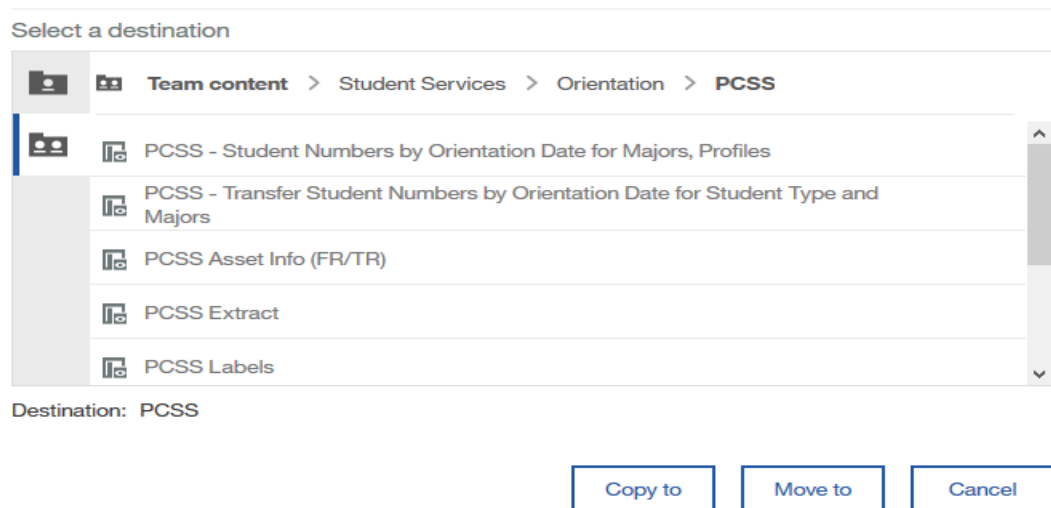 Select a destination
Team content > Student Services > Orientation > PCSS
PCSS - Student Numbers by Orientation Date for Majors, Profiles
PCSS - Transfer Student Numbers by Orientation Date for Student Type and
Majors
PCSS Asset Info (FR/TR)
PCSS Extract
PCSS Labels
Destination: PCSS
Copy to Move to Cancel